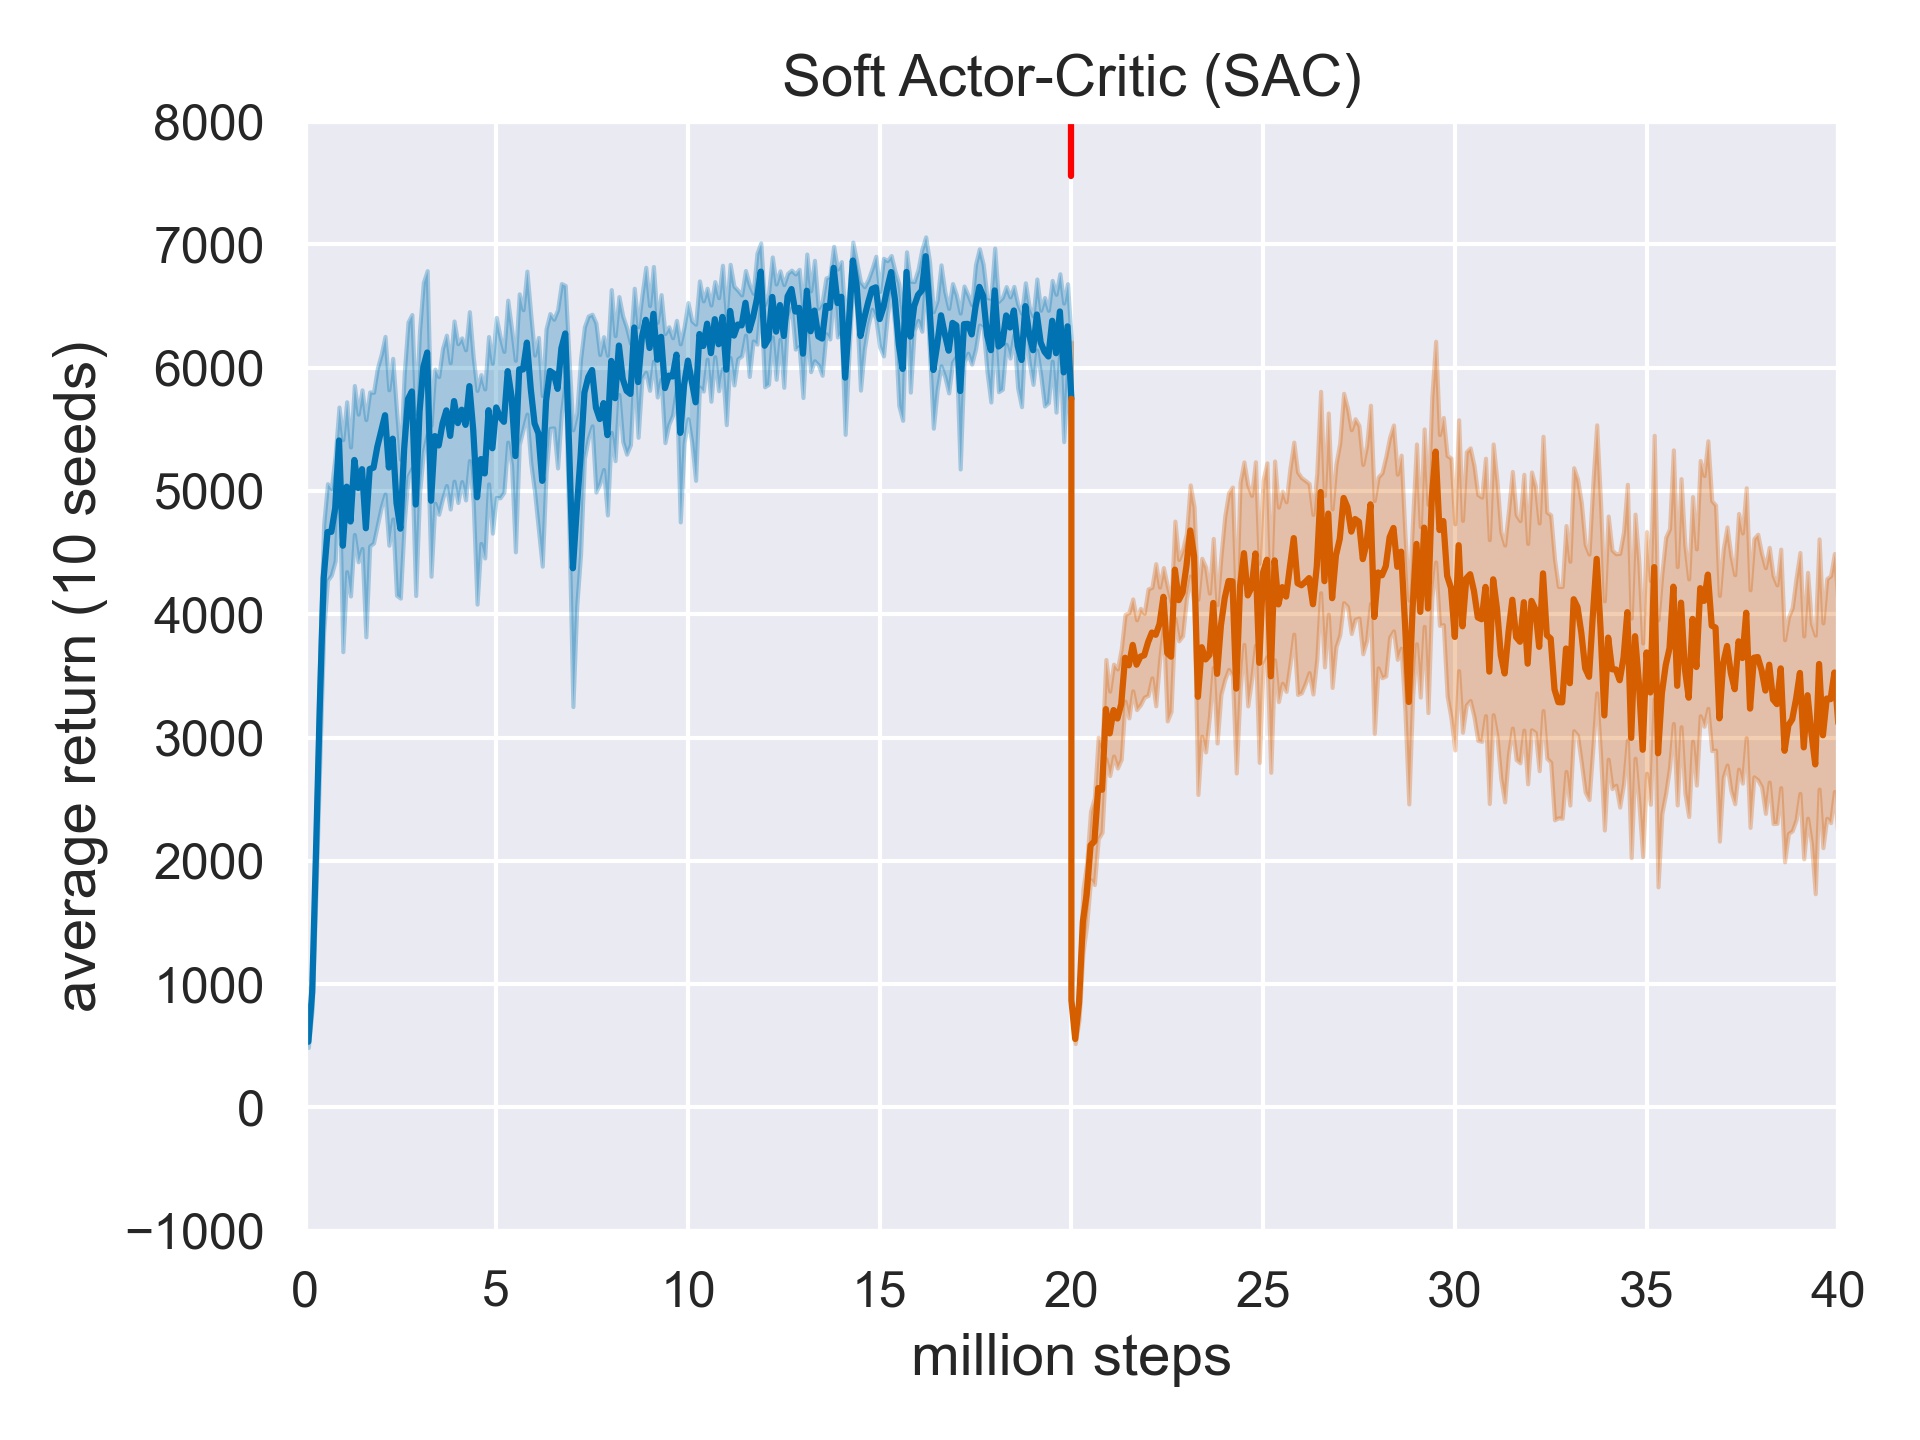 Soft Actor-Critic (SAC)
8000
7000
6000
5000
4000
3000
2000
1000
0
−1000
average return (10 seeds)
0 5 10 15 20 25 30 35 40
million steps